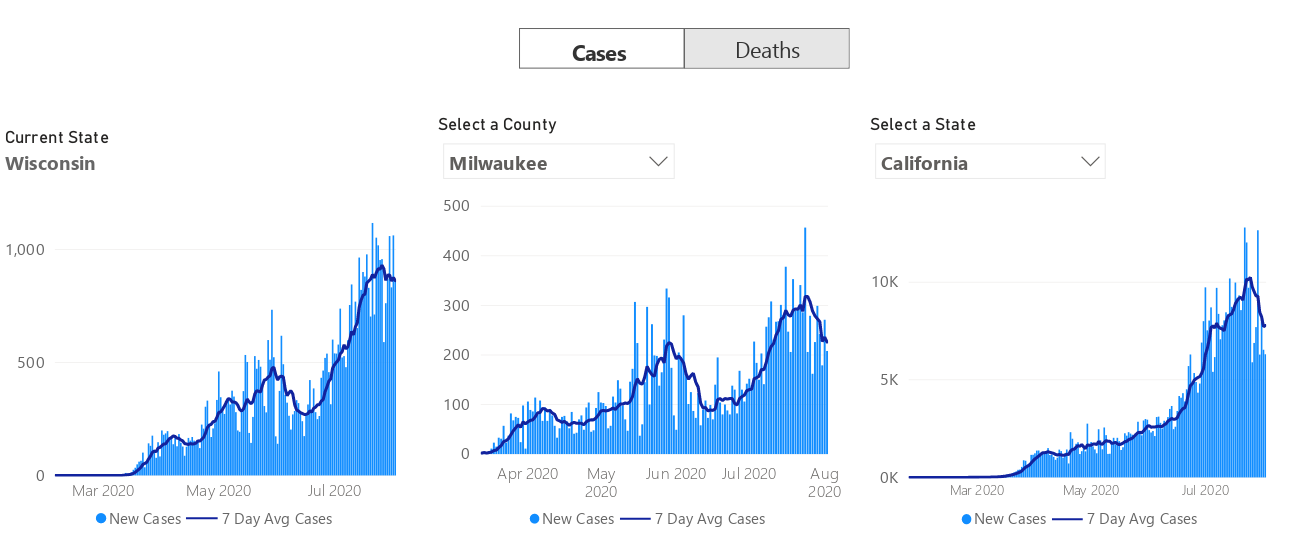 Cases
Deaths
Current State
Wisconsin
1,000
500
0
Mar 2020
May 2020
Jul 2020
New Cases
7 Day Avg Cases
Select a County
Milwaukee
500
400
300
200
100
0
Apr 2020
May
2020
Jun 2020
Jul 2020
Aug
2020
New Cases
7 Day Avg Cases
Select a State
California
10K
5K
0K
Mar 2020
May 2020
Jul 2020
New Cases
7 Day Avg Cases